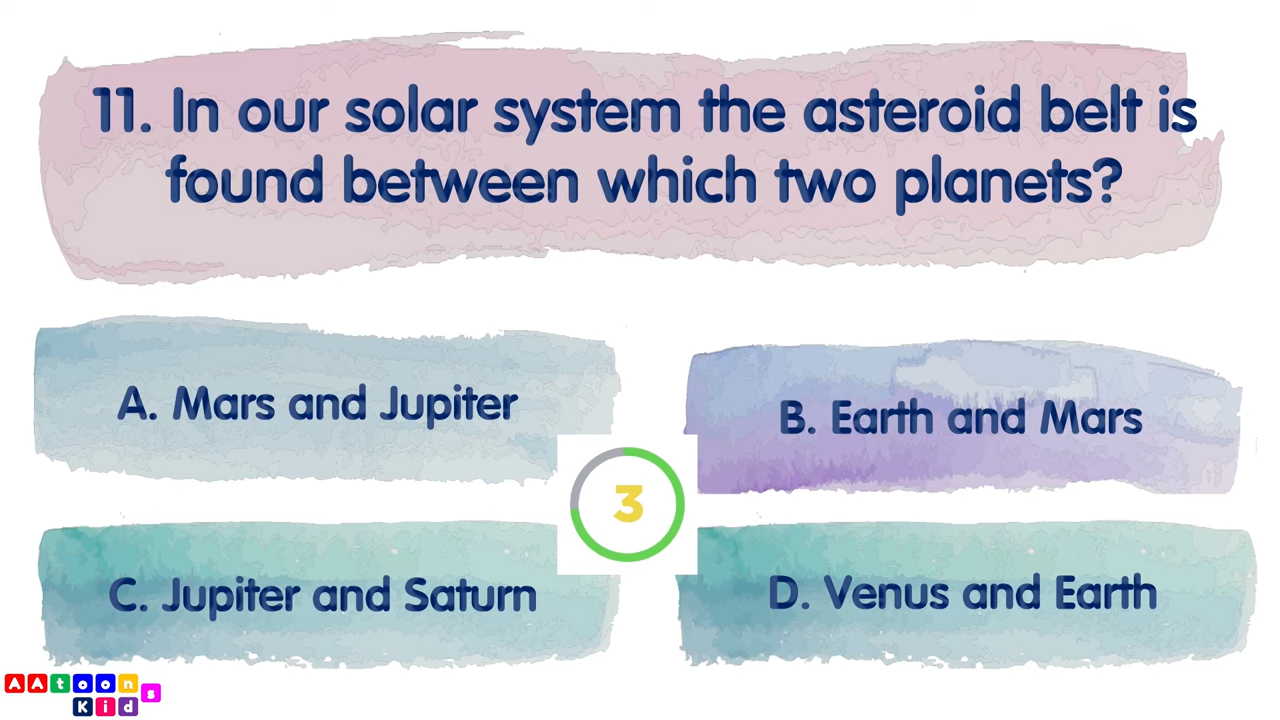 11. In our solar system the asteroid belt is
found between which two planets?
A. Mars and Jupiter
B. Earth and Mars
3
C. Jupiter and Saturn
D. Venus and Earth
AAtoons
Kid